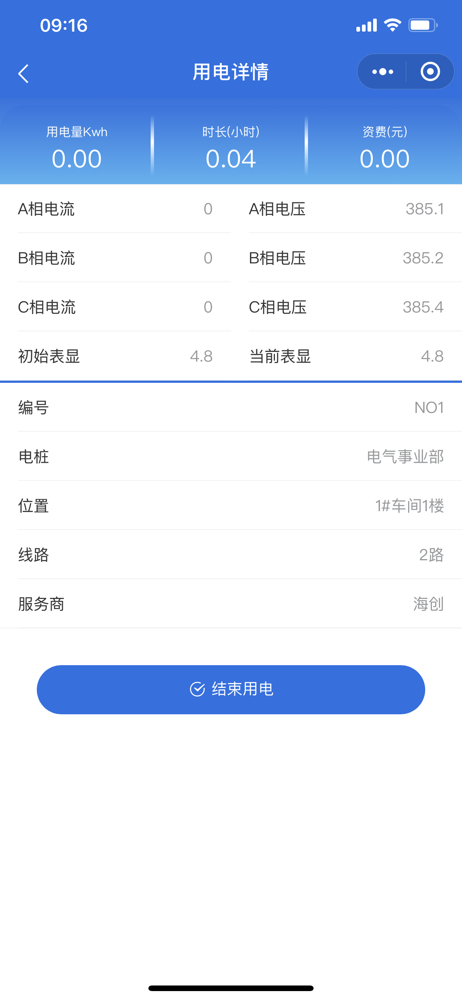 09:16
用电详情
用电量Kwh 时长(小时) 资费(元)
0.00 0.04 0.00
A相电流 0 A相电压 385.1
B相电流 0 B相电压 385.2
C相电流 0 C相电压 385.4
初始表显 4.8 当前表显 4.8
编号 NO1
电桩 电气事业部
位置 1#车间1楼
线路 2路
服务商 海创
结束用电